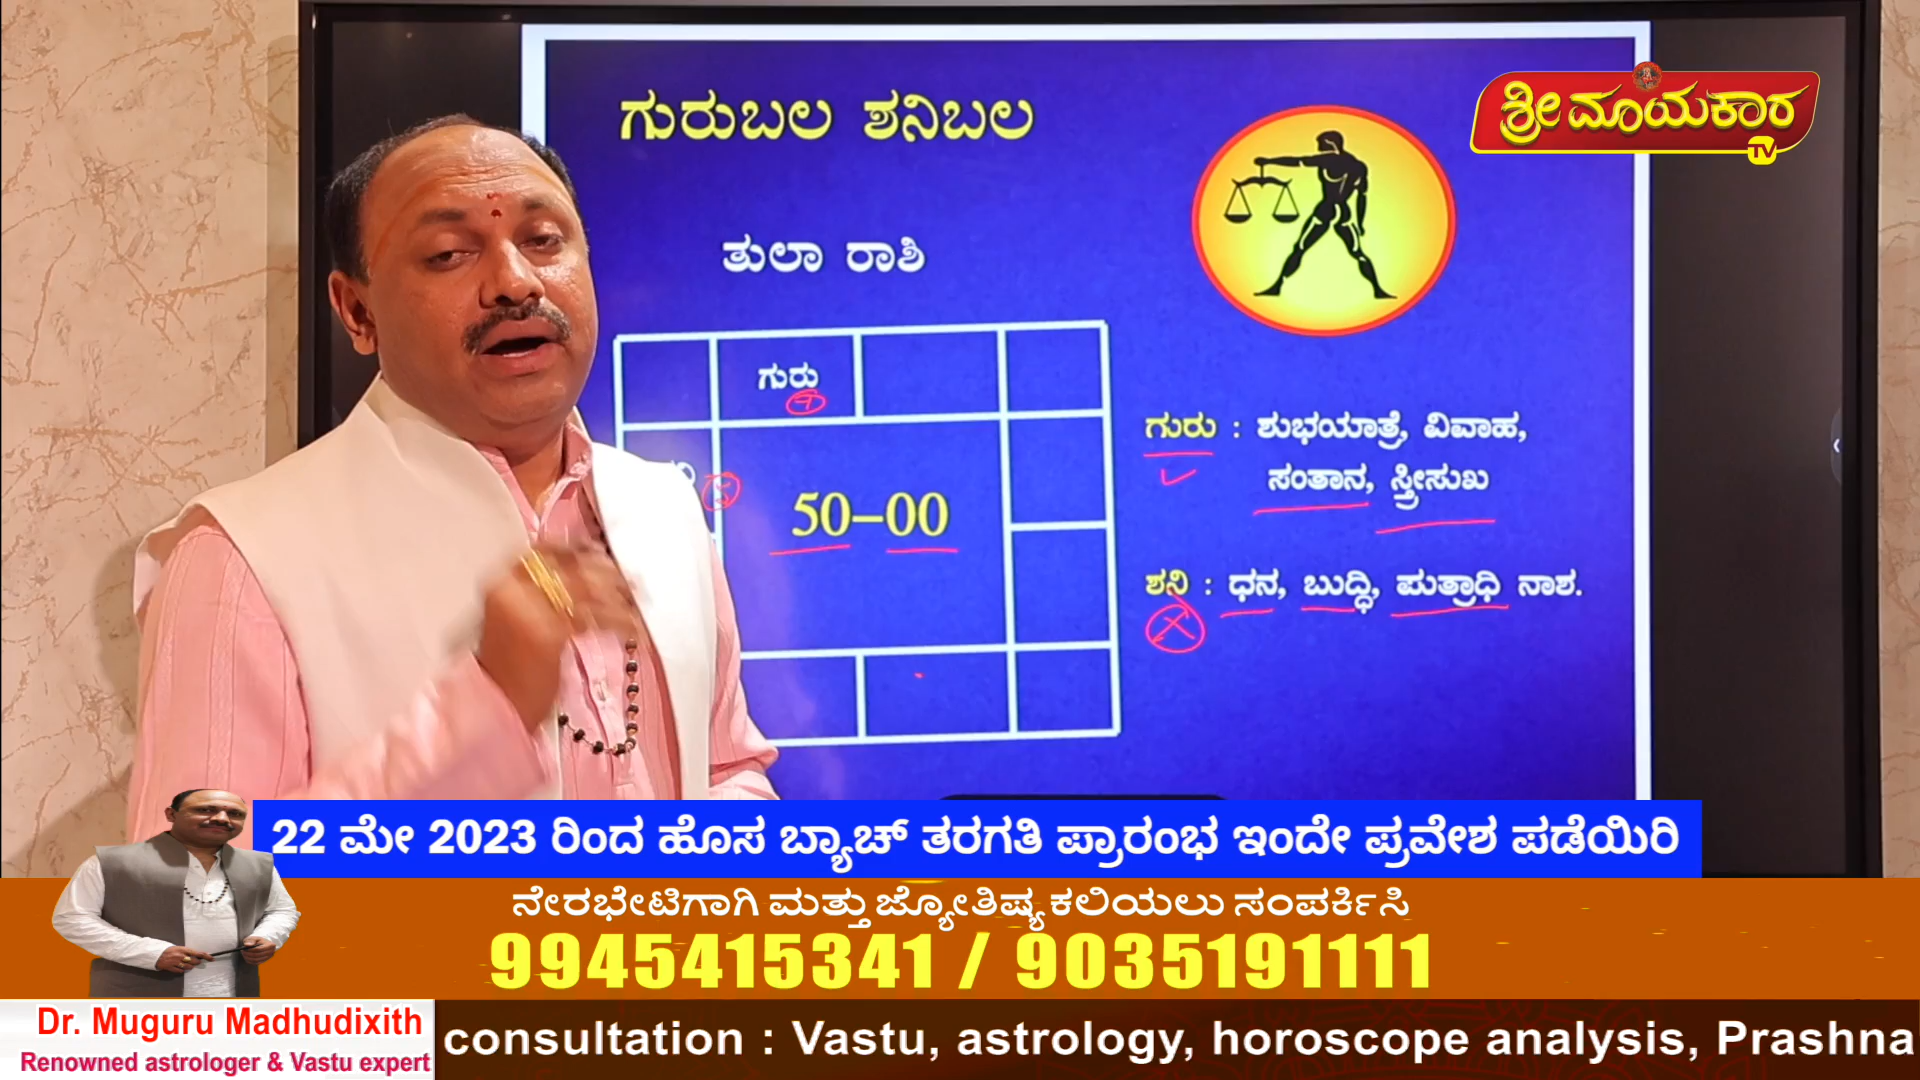 ಗುರುಬಲ ಶನಿಬಲ
ಶ್ರೀ ಮಾಯಕಾರ
TV
ತುಲಾ ರಾಶಿ
ಗುರು
50-00
ಗುರು : ಶುಭಯಾತ್ರೆ, ವಿವಾಹ,
ಸಂತಾನ, ಸ್ತ್ರೀಸುಖ
ಶನಿ : ಧನ, ಬುದ್ಧಿ, ಪುತ್ರಾಧಿ ನಾಶ.
22 ಮೇ 2023 ರಿಂದ ಹೊಸ ಬ್ಯಾಚ್ ತರಗತಿ ಪ್ರಾರಂಭ ಇಂದೇ ಪ್ರವೇಶ ಪಡೆಯಿರಿ
ನೇರಭೇಟಿಗಾಗಿ ಮತ್ತು ಜ್ಯೋತಿಷ್ಯ ಕಲಿಯಲು ಸಂಪರ್ಕಿಸಿ
9945415341 / 9035191111
Dr. Muguru Madhudixith
Renowned astrologer & Vastu expert
consultation : Vastu, astrology, horoscope analysis, Prashna